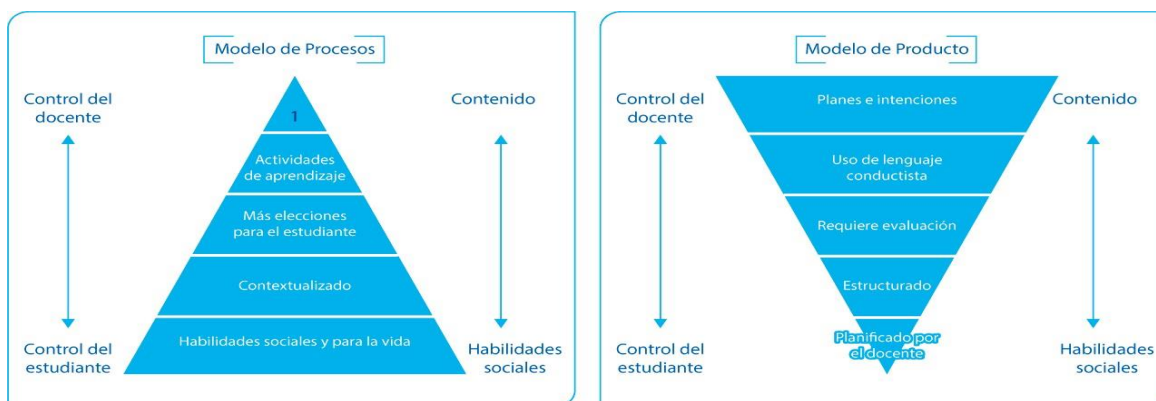 Modelo de Procesos
Control del
docente
Contenido
1
Actividades
de aprendizaje
Más elecciones
para el estudiante
Contextualizado
Habilidades sociales y para la vida
Control del
estudiante
Habilidades
sociales
Modelo de Producto
Control del
docente
Contenido
Planes e intenciones
Uso de lenguaje
conductista
Requiere evaluación
Estructurado
Planificado por
el docente
Control del
estudiante
Habilidades
sociales